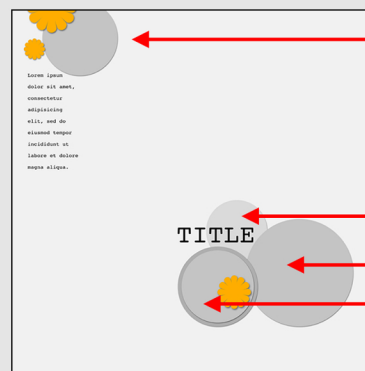 Lorem ipsum
dolor sit amet,
consectetur
adipisicing
elit, sed do
eiusmod tempor
incididunt ut
labore et dolore
magna aliqua.
TITLE